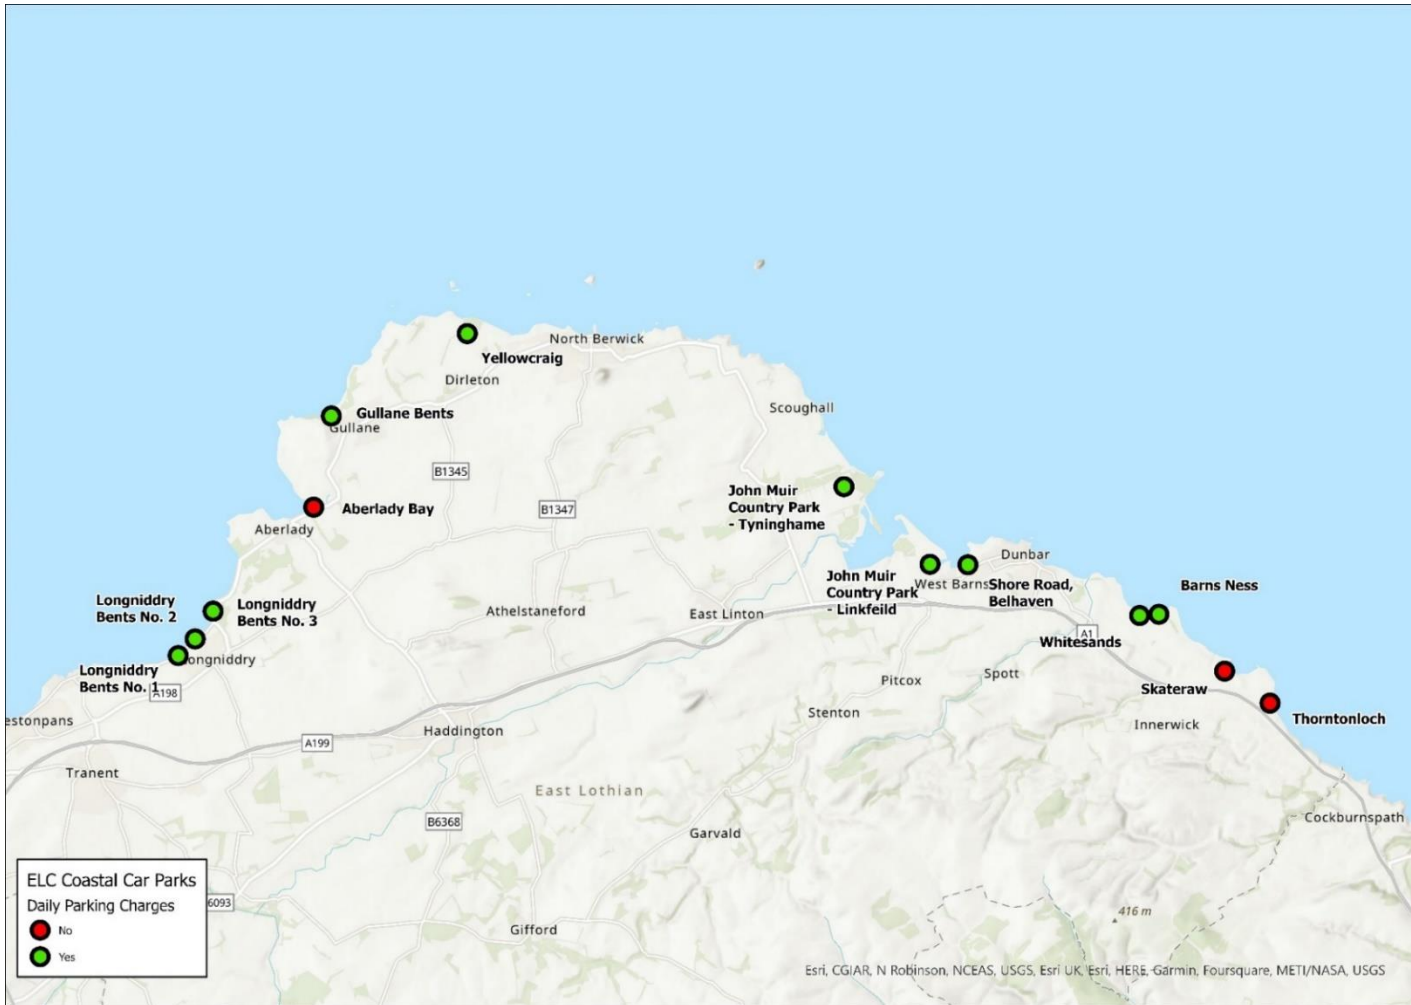 North Berwick
Yellowcraig
Dirleton
Scoughall
Gullane Bents
Gullane
B1345
John Muir
Country Park
- Tyninghame
Aberlady Bay
B1347
Aberlady
Dunbar
John Muir
Country Park
- Linkfeild
West Barns
Shore Road,
Belhaven
Barns Ness
Longniddry
Bents No. 2
Longniddry
Bents No. 3
Athelstaneford
East Linton
A1
Whitesands
Longniddry
Longniddry
Bents No. 1
A198
Pitcox
Spott
Skateraw
Stenton
Innerwick
Thorntonloch
estonpans
Haddington
A199
Tranent
East Lothian
B6368
Garvald
Cockburnspath
ELC Coastal Car Parks
Daily Parking Charges
No
Yes
6093
Gifford
416 m
Esri, CGIAR, N Robinson, NCEAS, USGS, Esri UK, Esri, HERE, Garmin, Foursquare, METI/NASA, USGS